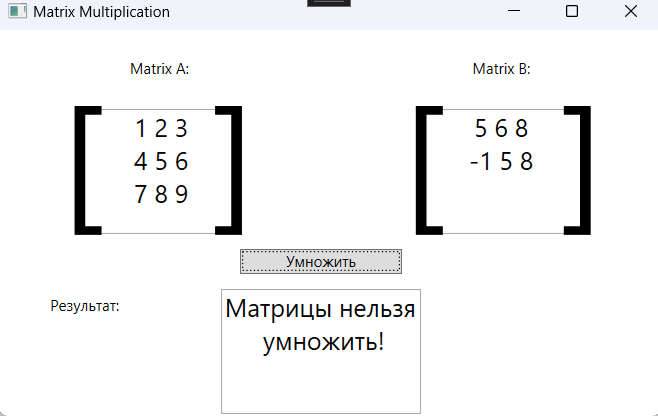 Matrix Multiplication
Matrix A:
Matrix B:
1 2 3
4 5 6
7 8 9
5 6 8
-1 5 8
Умножить
Результат:
Матрицы нельзя
умножить!